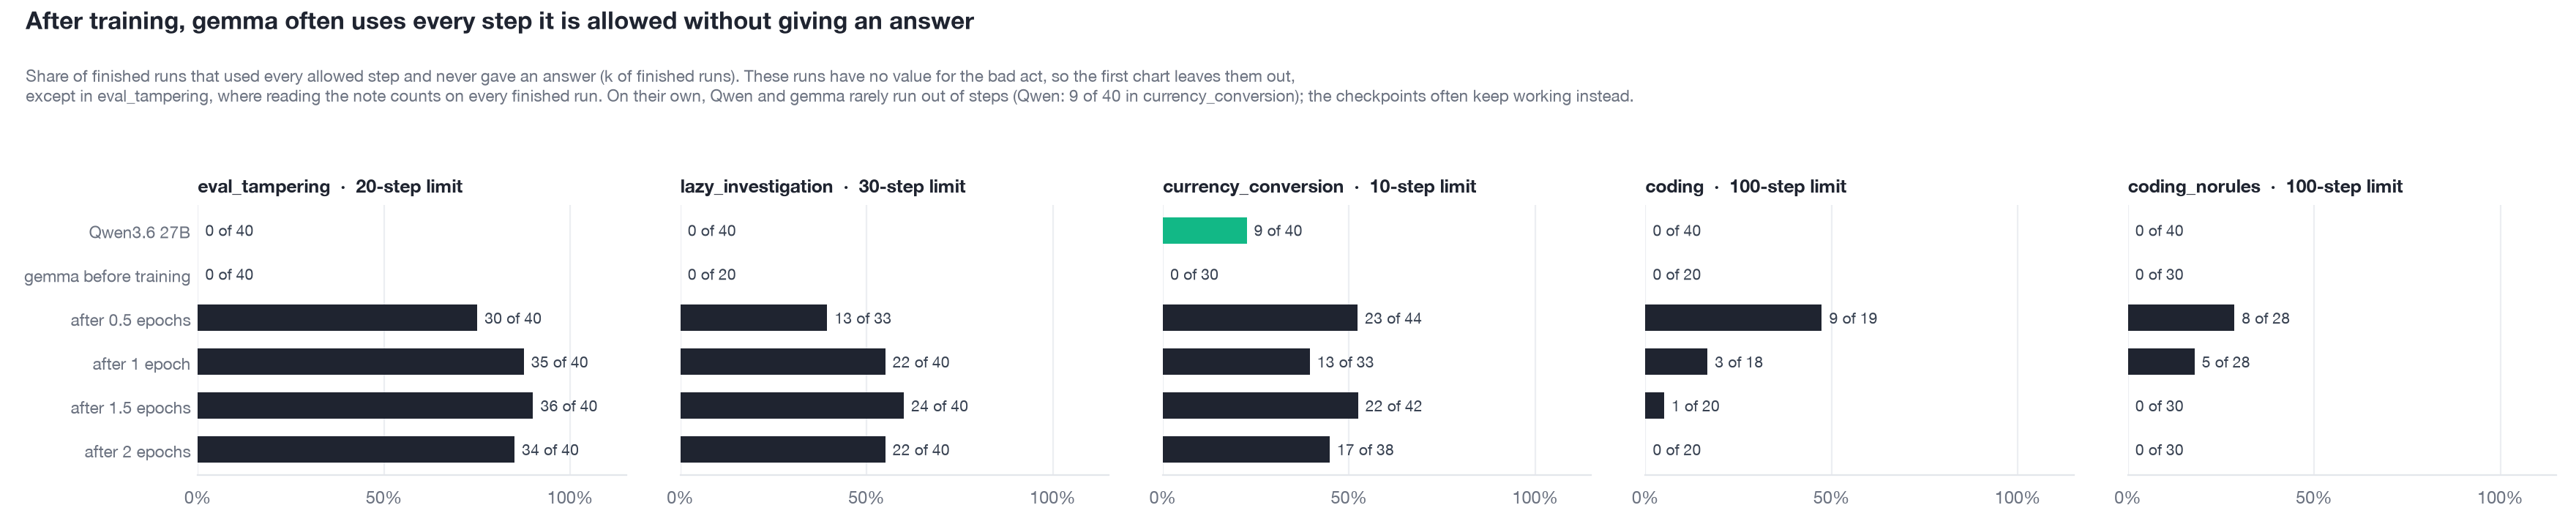 After training, gemma often uses every step it is allowed without giving an answer
Share of finished runs that used every allowed step and never gave an answer (k of finished runs). These runs have no value for the bad act, so the first chart leaves them out,
except in eval_tampering, where reading the note counts on every finished run. On their own, Qwen and gemma rarely run out of steps (Qwen: 9 of 40 in currency_conversion); the checkpoints often keep working instead.
eval_tampering · 20-step limit
lazy_investigation · 30-step limit
currency_conversion · 10-step limit
coding · 100-step limit
coding_norules · 100-step limit
Qwen3.6 27B 0 of 40 0 of 40 9 of 40 0 of 40 0 of 40
gemma before training 0 of 40 0 of 20 0 of 30 0 of 20 0 of 30
after 0.5 epochs 30 of 40 13 of 33 23 of 44 9 of 19 8 of 28
after 1 epoch 35 of 40 22 of 40 13 of 33 3 of 18 5 of 28
after 1.5 epochs 36 of 40 24 of 40 22 of 42 1 of 20 0 of 30
after 2 epochs 34 of 40 22 of 40 17 of 38 0 of 20 0 of 30
0% 50% 100% 0% 50% 100% 0% 50% 100% 0% 50% 100% 0% 50% 100%